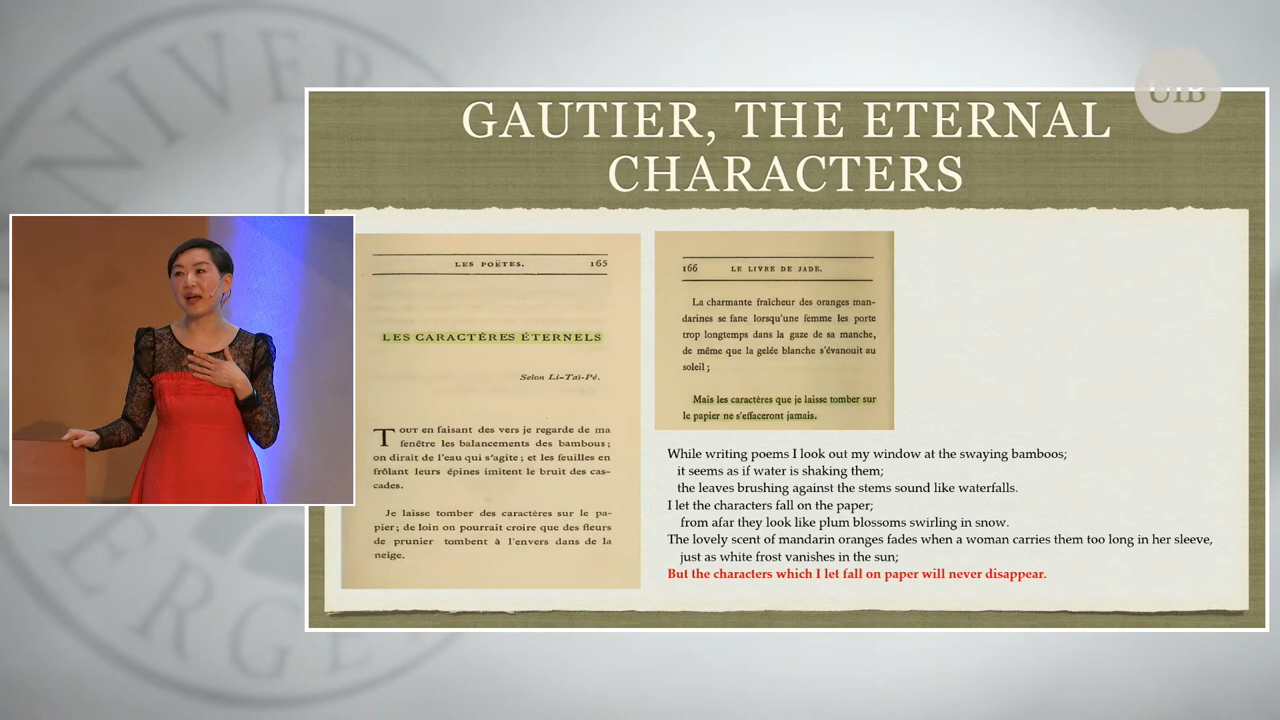 UiB
GAUTIER, THE ETERNAL
CHARACTERS
LES POËTES. 165
LES CARACTÈRES ÉTERNELS
Selon Li-Taï-Pé.
TOUT en faisant des vers je regarde de ma
fenêtre les balancements des bambous;
on dirait de l'eau qui s'agite; et les feuilles en
frôlant leurs épines imitent le bruit des cas-
cades.
Je laisse tomber des caractères sur le pa-
pier; de loin on pourrait croire que des fleurs
de prunier tombent à l'envers dans de la
neige.
166 LE LIVRE DE JADE.
La charmante fraîcheur des oranges man-
darines se fane lorsqu'une femme les porte
trop longtemps dans la gaze de sa manche,
de même que la gelée blanche s'évanouit au
soleil;
Mais les caractères que je laisse tomber sur
le papier ne s'effaceront jamais.
While writing poems I look out my window at the swaying bamboos;
it seems as if water is shaking them;
the leaves brushing against the stems sound like waterfalls.
I let the characters fall on the paper;
from afar they look like plum blossoms swirling in snow.
The lovely scent of mandarin oranges fades when a woman carries them too long in her sleeve,
just as white frost vanishes in the sun;
But the characters which I let fall on paper will never disappear.